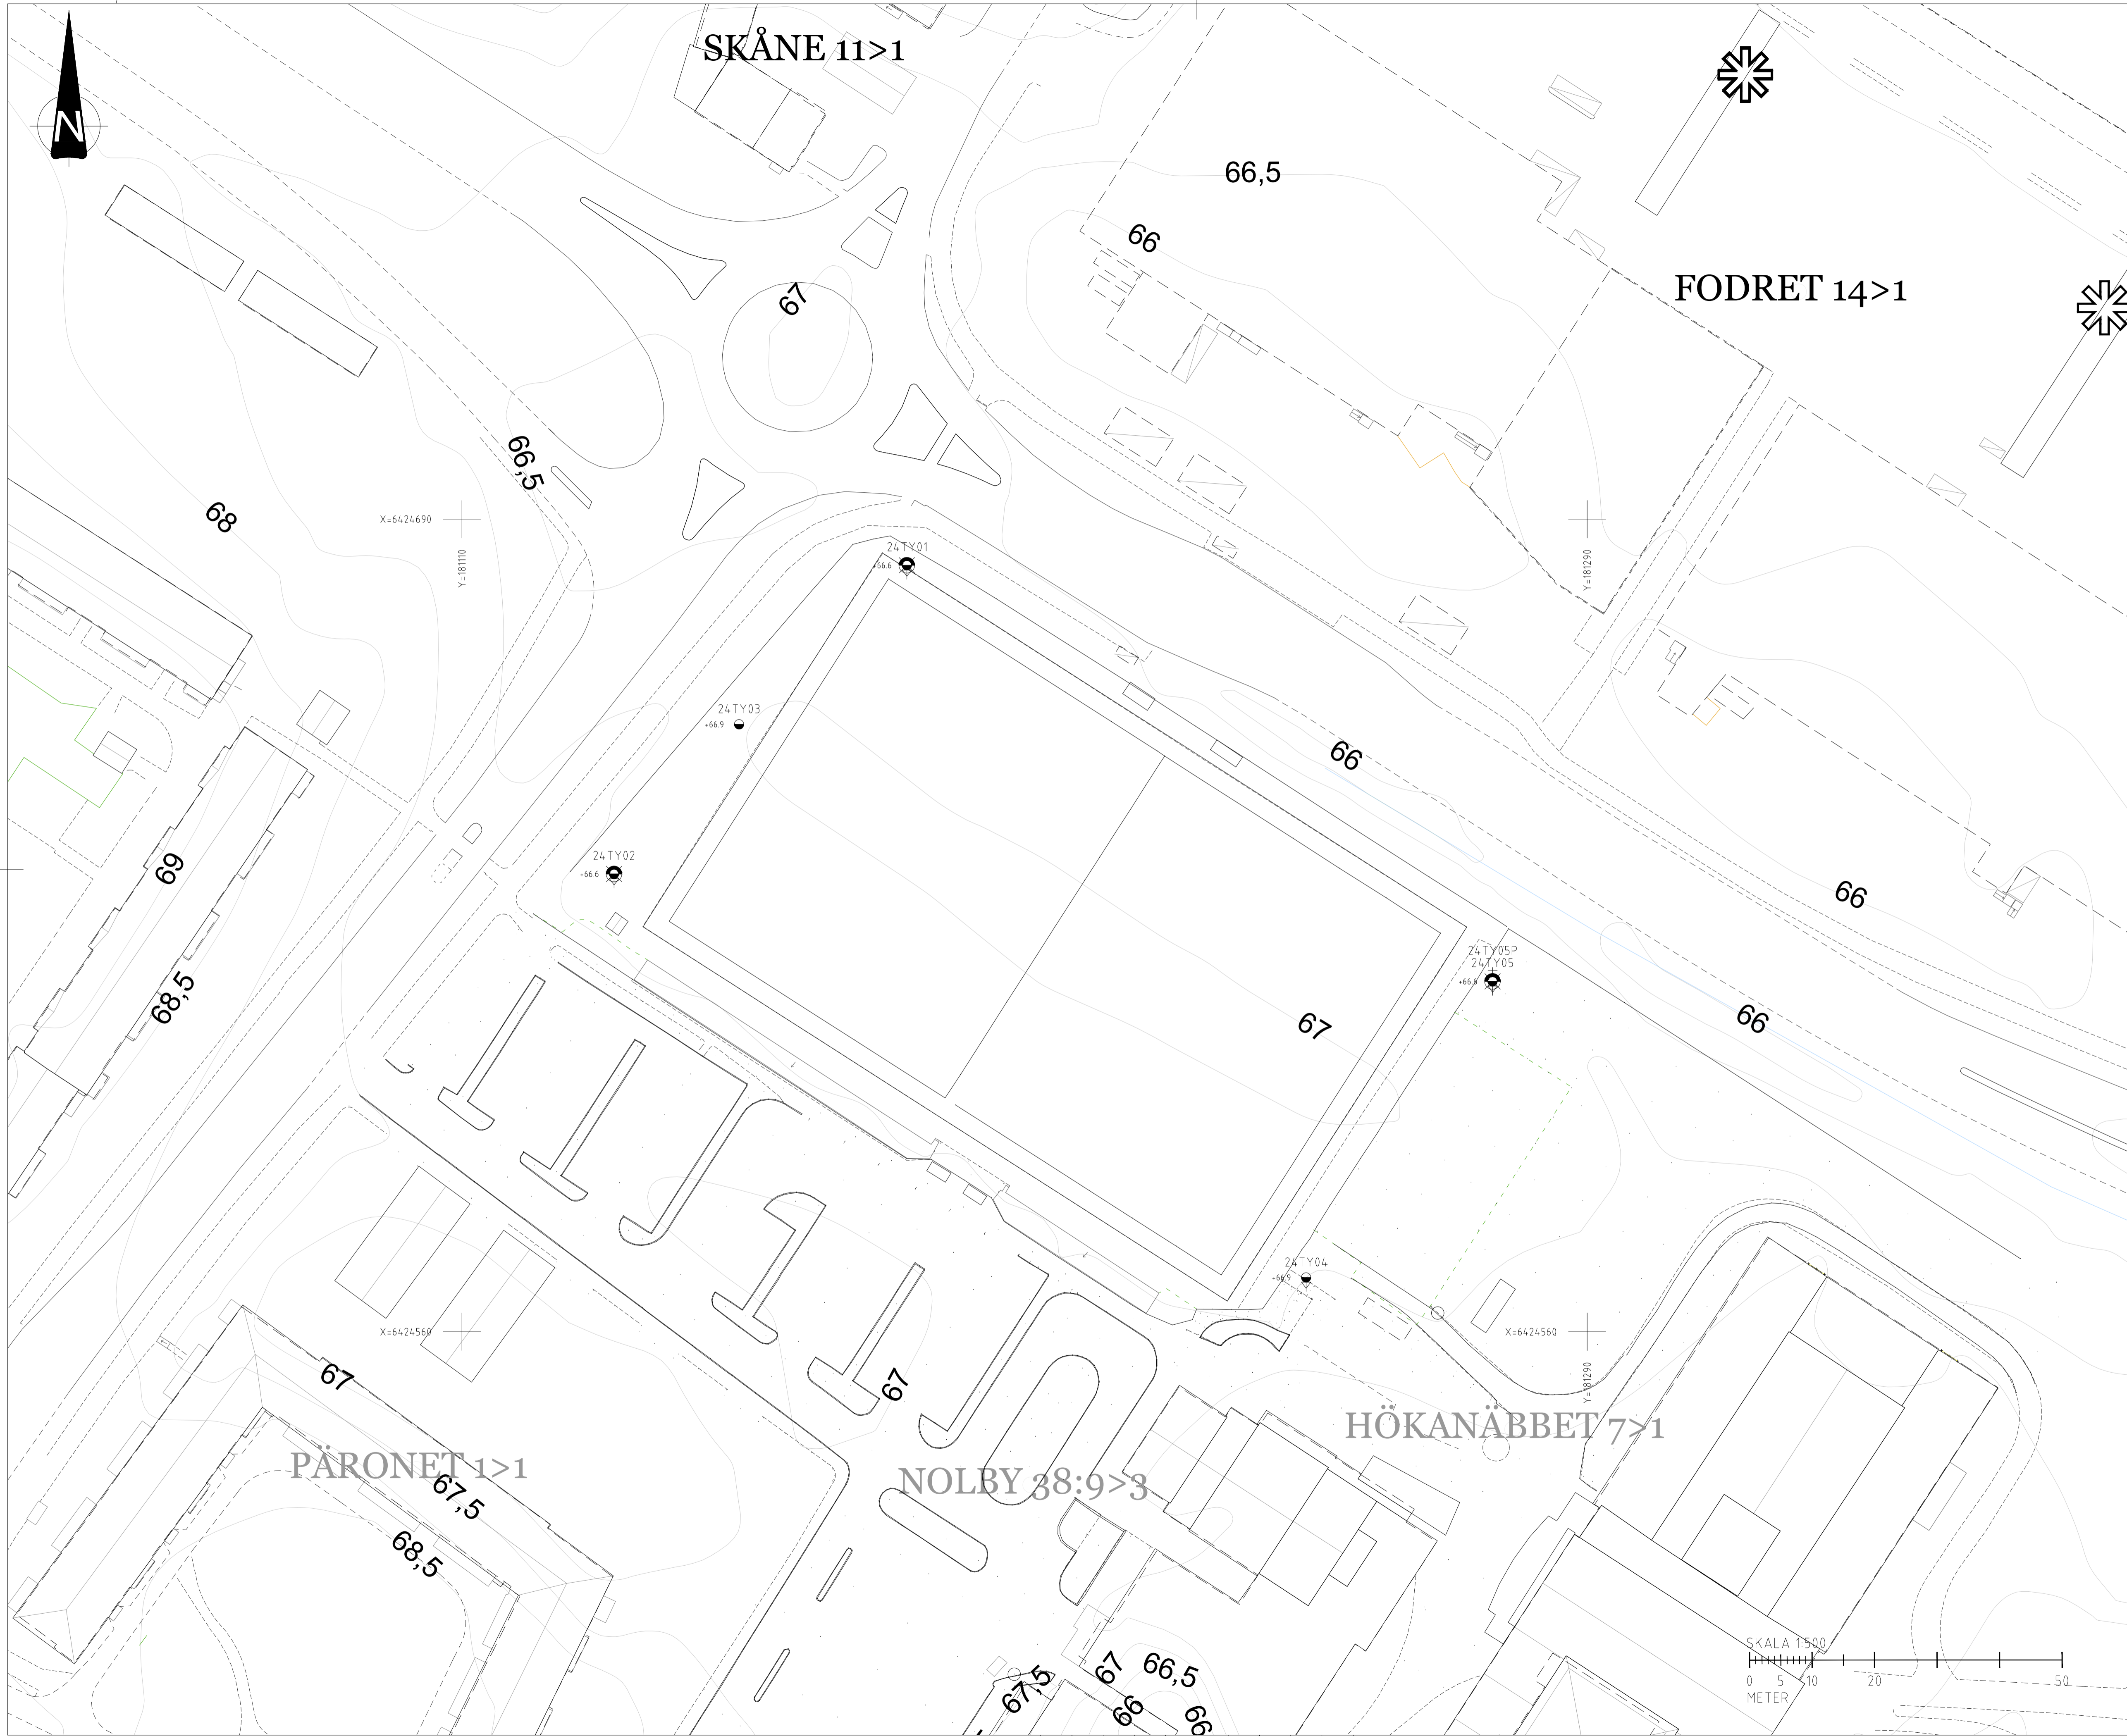 SKÅNE 11>1
N
66,5
66
FODRET 14>1
67
66,5
68
X=6424690
Y=181110
Y=181290
24TY01
+66.6
24TY03
+66.9
66
24TY02
+66.6
69
66
24TY05P
24TY05
+66.6
68,5
67
66
24TY04
+66.9
X=6424560
X=6424560
Y=181290
67
67
HÖKANÄBBET 7>1
PÄRONET 1>1
NOLBY 38:9>3
67,5
68,5
SKALA 1:500
0 5 10 20 50
METER
67
66,5
67,5
66
66